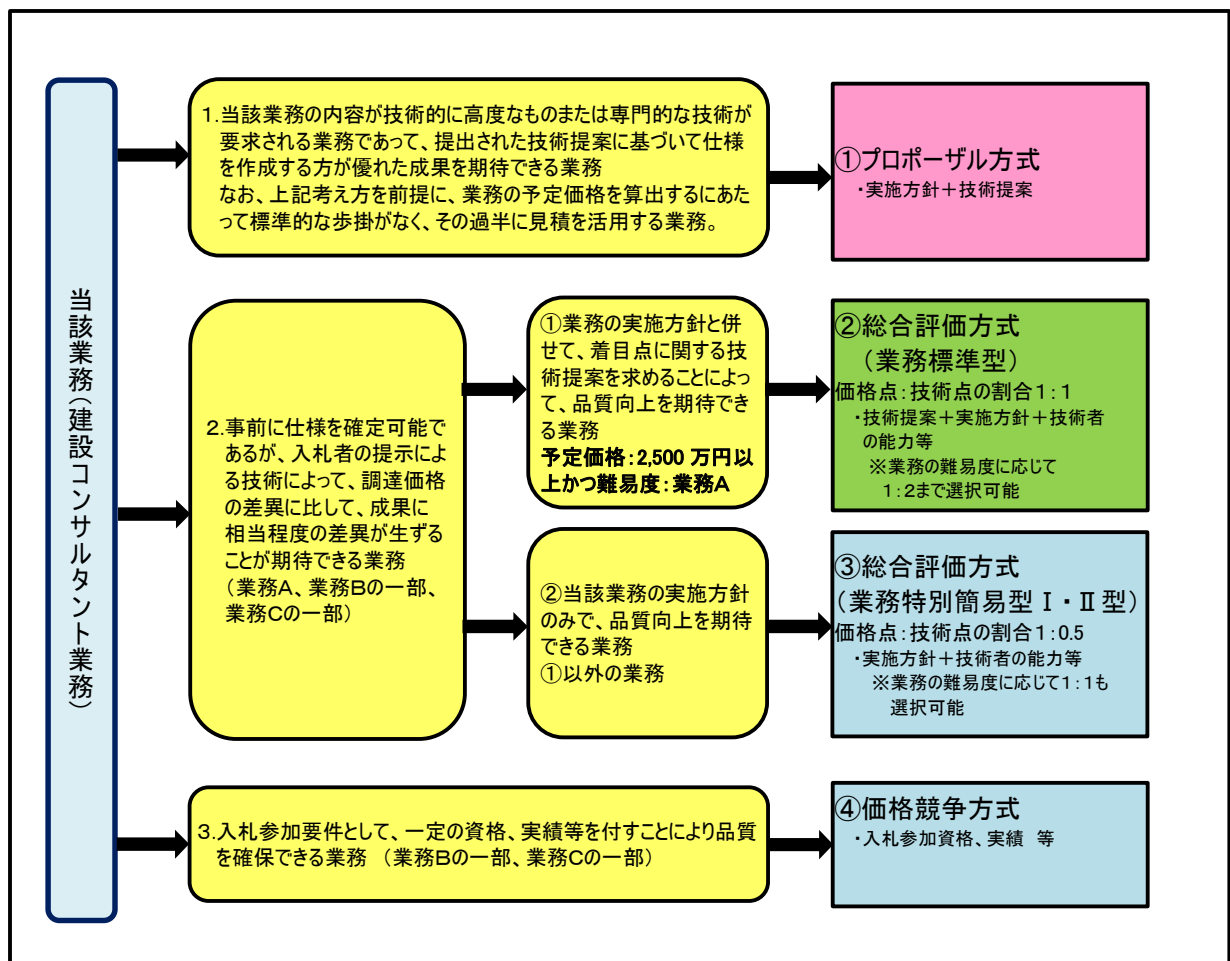 当該業務(建設コンサルタント業務)
1.当該業務の内容が技術的に高度なものまたは専門的な技術が
要求される業務であって、提出された技術提案に基づいて仕様
を作成する方が優れた成果を期待できる業務
なお、上記考え方を前提に、業務の予定価格を算出するにあた
って標準的な歩掛がなく、その過半に見積を活用する業務。
①プロポーザル方式
・実施方針+技術提案
2.事前に仕様を確定可能で
あるが、入札者の提示によ
る技術によって、調達価格
の差異に比して、成果に
相当程度の差異が生ずる
ことが期待できる業務
(業務A、業務Bの一部、
業務Cの一部)
①業務の実施方針と併
せて、着目点に関する技
術提案を求めることによっ
て、品質向上を期待でき
る業務
予定価格:2,500 万円以
上かつ難易度:業務A
②総合評価方式
(業務標準型)
価格点:技術点の割合1:1
・技術提案+実施方針+技術者
の能力等
※業務の難易度に応じて
1:2まで選択可能
②当該業務の実施方針
のみで、品質向上を期待
できる業務
①以外の業務
③総合評価方式
(業務特別簡易型Ⅰ・Ⅱ型)
価格点:技術点の割合1:0.5
・実施方針+技術者の能力等
※業務の難易度に応じて1:1も
選択可能
3.入札参加要件として、一定の資格、実績等を付すことにより品質
を確保できる業務 (業務Bの一部、業務Cの一部)
④価格競争方式
・入札参加資格、実績 等